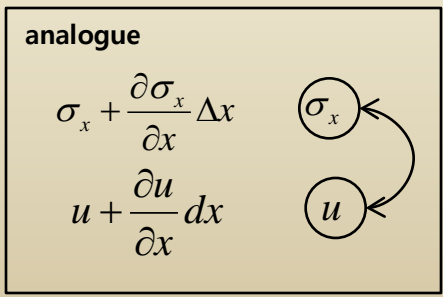 analogue
σ_x + ∂σ_x/∂x Δx
σ_x
u + ∂u/∂x dx
u